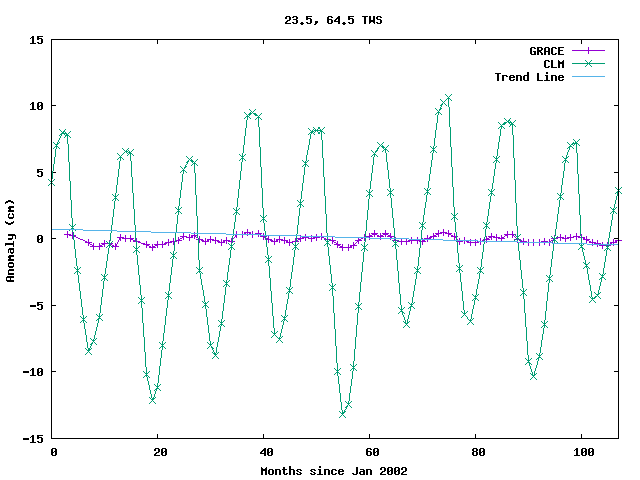 23.5, 64.5 TWS
GRACE
CLM
Trend Line
15
10
5
0
-5
-10
-15
Anomaly (cm)
0 20 40 60 80 100
Months since Jan 2002